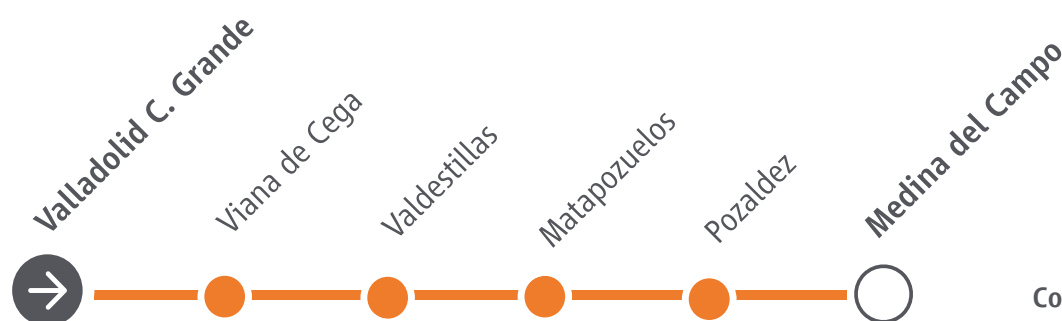 Valladolid C. Grande
Viana de Cega
Valdestillas
Matapozuelos
Pozaldez
Medina del Campo
Co